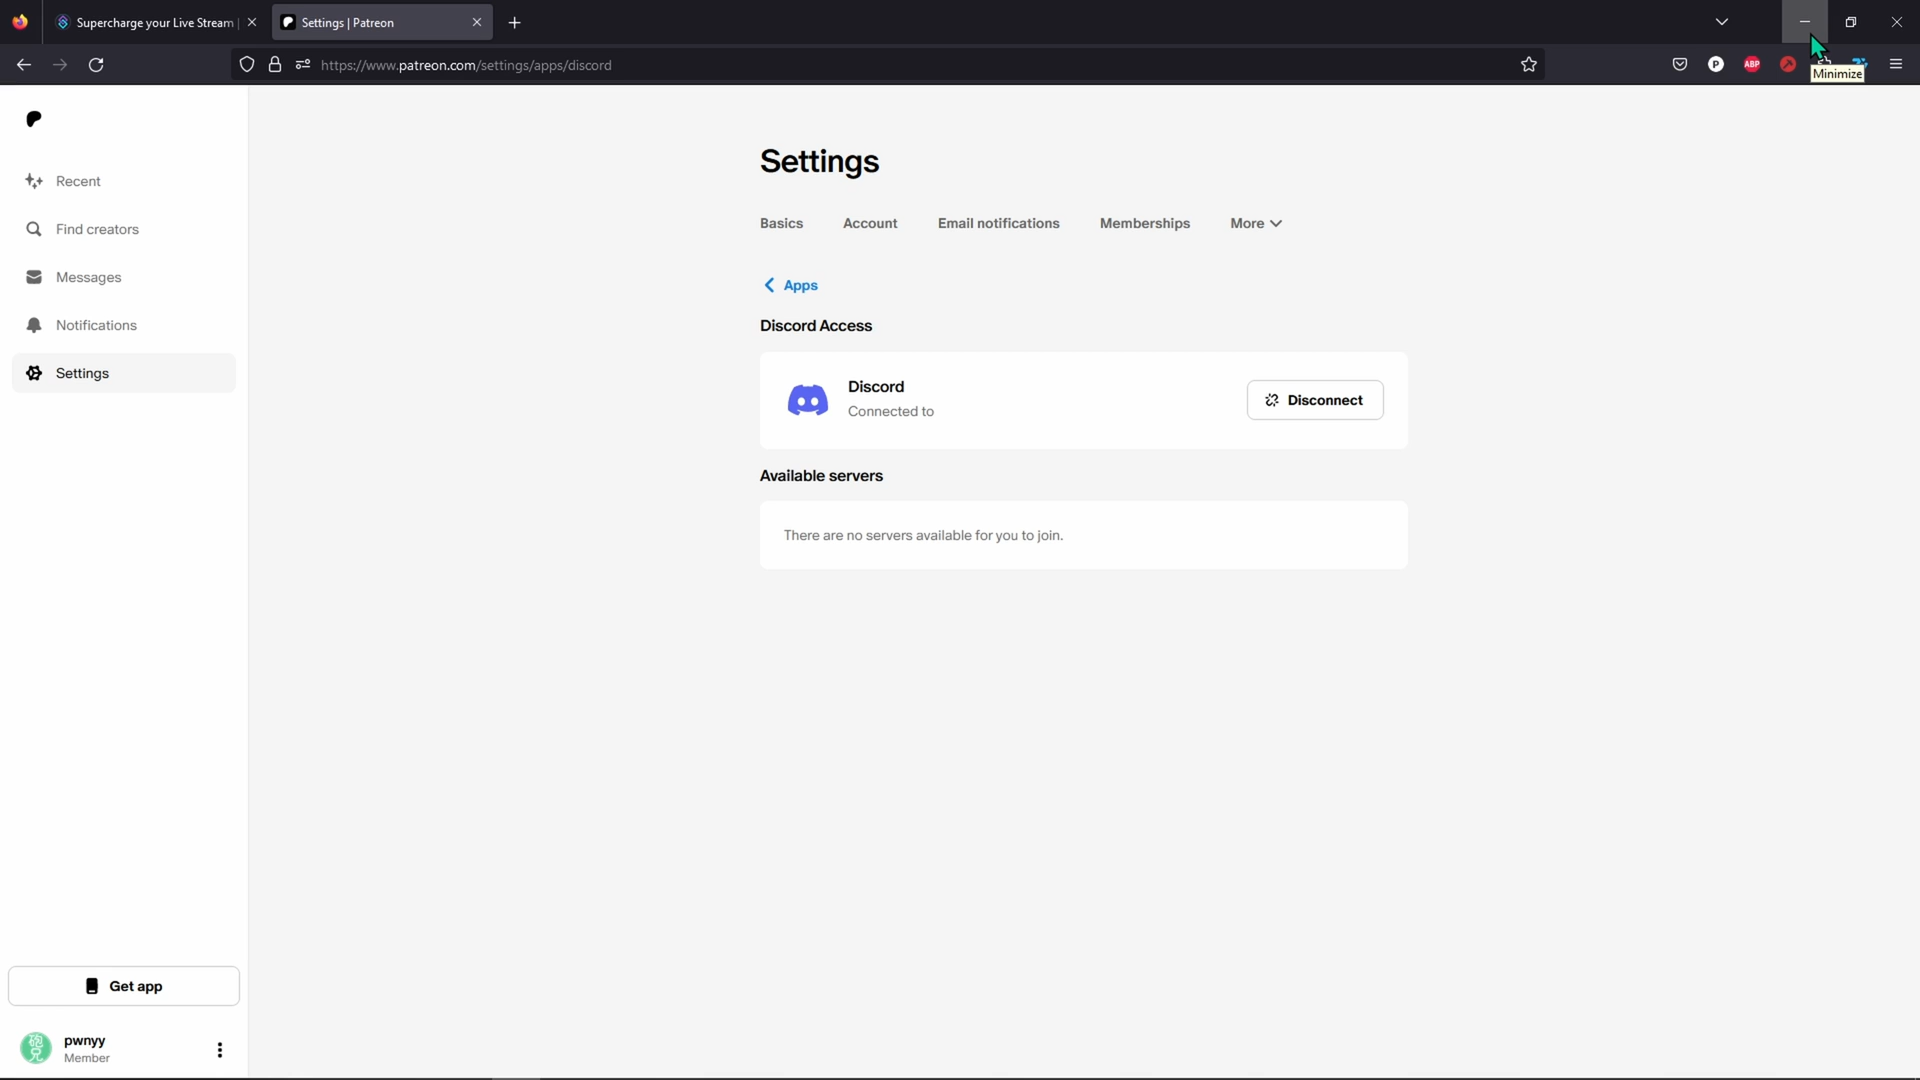 Supercharge your Live Stream
Settings | Patreon
https://www.patreon.com/settings/apps/discord
P
ABP
Minimize
Recent
Find creators
Messages
Notifications
Settings
Settings
Basics
Account
Email notifications
Memberships
More
Apps
Discord Access
Discord
Connected to
Disconnect
Available servers
There are no servers available for you to join.
Get app
pwnyy
Member